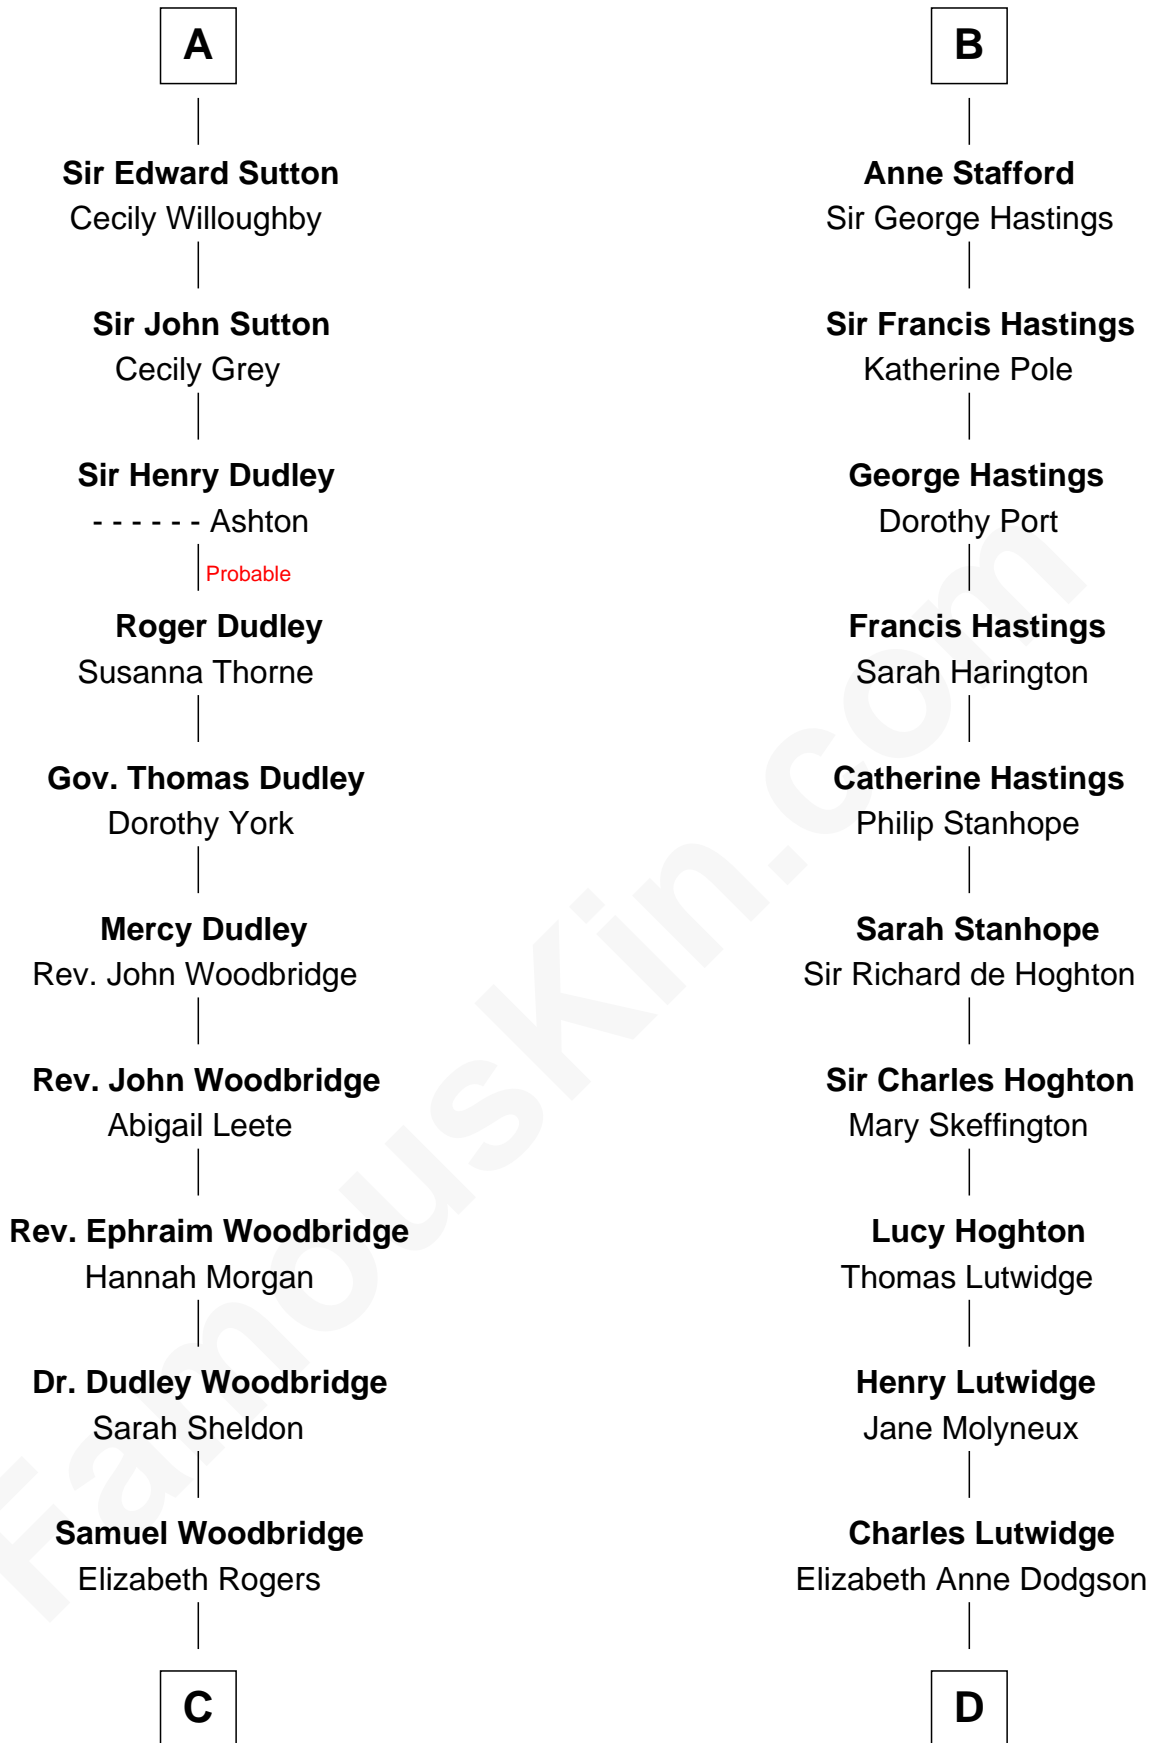 A
Sir Edward Sutton
Cecily Willoughby
Sir John Sutton
Cecily Grey
Sir Henry Dudley
- - - - - - Ashton
Probable
Roger Dudley
Susanna Thorne
Gov. Thomas Dudley
Dorothy York
Mercy Dudley
Rev. John Woodbridge
Rev. John Woodbridge
Abigail Leete
Rev. Ephraim Woodbridge
Hannah Morgan
Dr. Dudley Woodbridge
Sarah Sheldon
Samuel Woodbridge
Elizabeth Rogers
C
B
Anne Stafford
Sir George Hastings
Sir Francis Hastings
Katherine Pole
George Hastings
Dorothy Port
Francis Hastings
Sarah Harington
Catherine Hastings
Philip Stanhope
Sarah Stanhope
Sir Richard de Hoghton
Sir Charles Hoghton
Mary Skeffington
Lucy Hoghton
Thomas Lutwidge
Henry Lutwidge
Jane Molyneux
Charles Lutwidge
Elizabeth Anne Dodgson
D
FamousKin.com